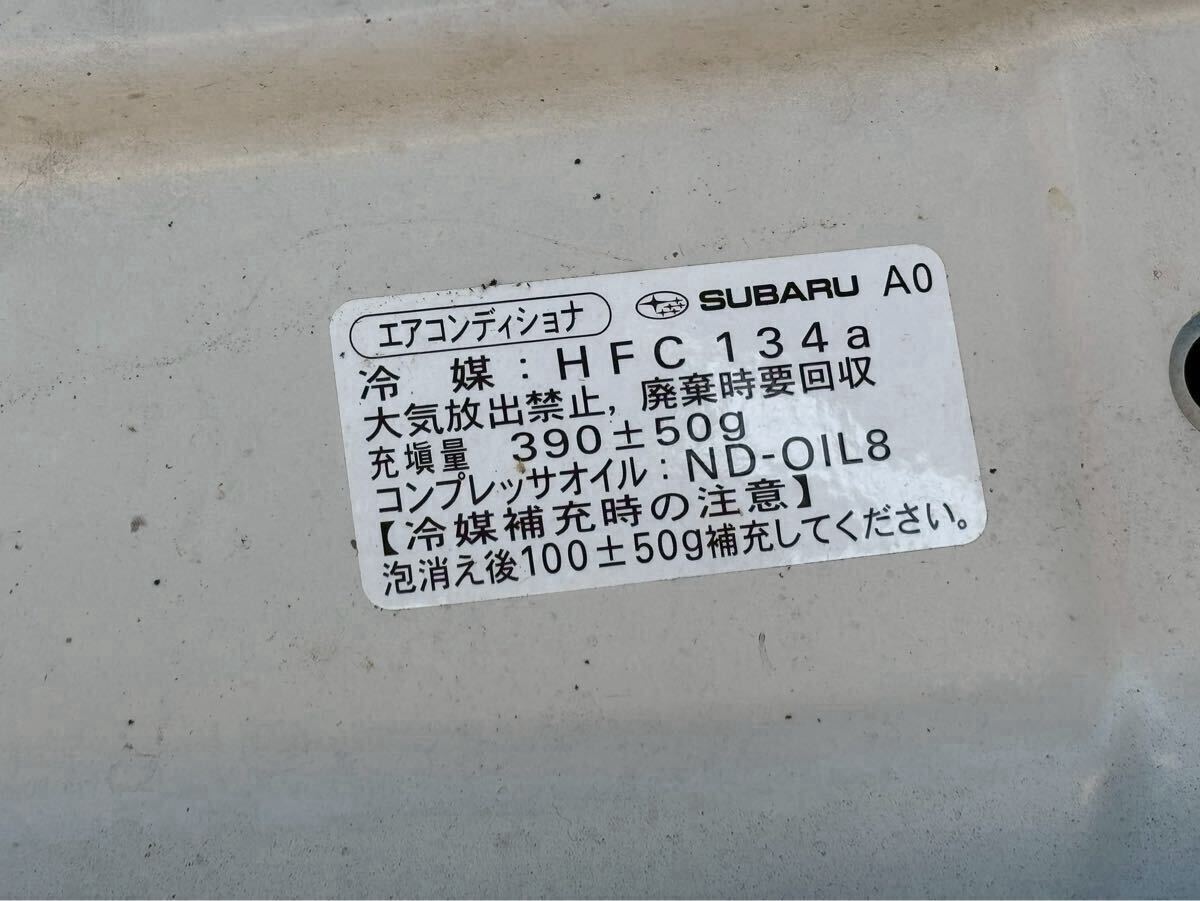 エアコンディショナ SUBARU A0
冷 媒 : HFC 134a
大気放出禁止, 廃棄時要回収
充塡量 390±50g
コンプレッサオイル : ND-OIL8
【冷媒補充時の注意】
泡消え後100±50g補充してください。